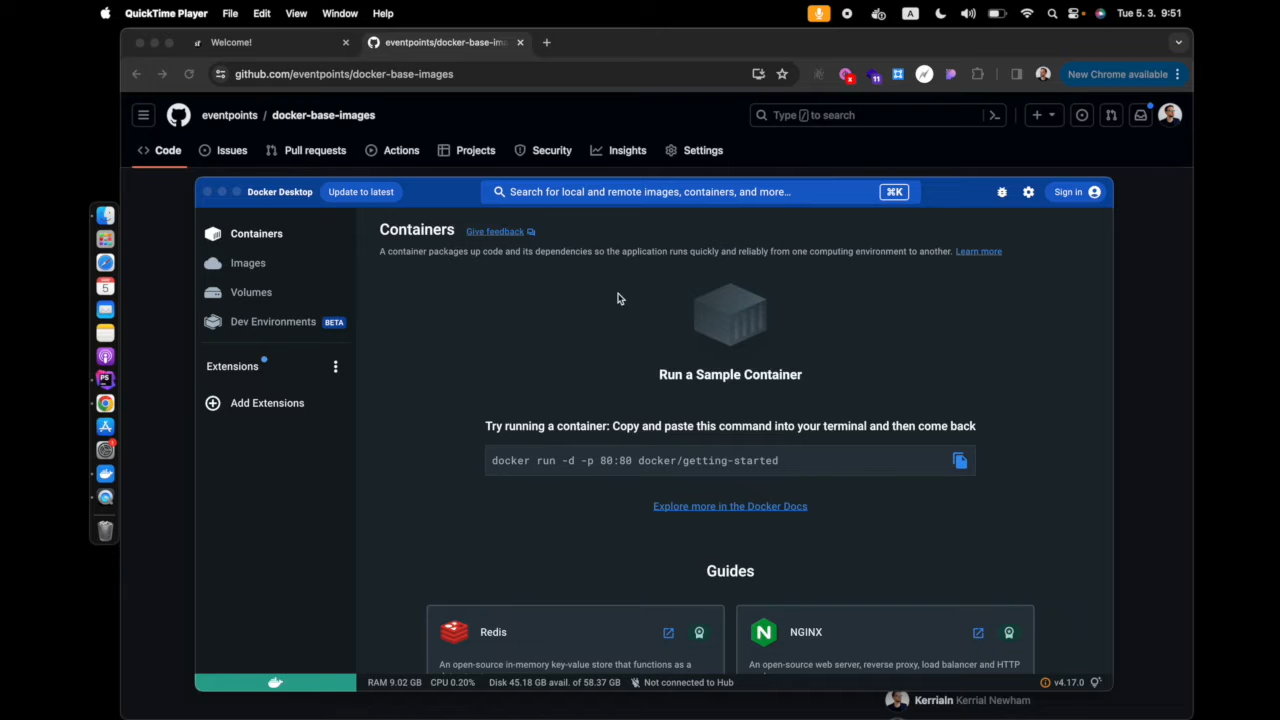 QuickTime Player File Edit View Window Help A Tue 5. 3. 9:51
Welcome! eventpoints/docker-base-im
github.com/eventpoints/docker-base-images 11 New Chrome available
eventpoints / docker-base-images Type / to search
Code Issues Pull requests Actions Projects Security Insights Settings
Docker Desktop Update to latest Search for local and remote images, containers, and more... ⌘K Sign in
Containers
Images
Volumes
Dev Environments BETA
Extensions
Add Extensions
Containers Give feedback
A container packages up code and its dependencies so the application runs quickly and reliably from one computing environment to another. Learn more
Run a Sample Container
Try running a container: Copy and paste this command into your terminal and then come back
docker run -d -p 80:80 docker/getting-started
Explore more in the Docker Docs
Guides
Redis
An open-source in-memory key-value store that functions as a
NGINX
An open-source web server, reverse proxy, load balancer and HTTP
RAM 9.02 GB CPU 0.20% Disk 45.18 GB avail. of 58.37 GB Not connected to Hub v4.17.0
5
PS
Kerrialn Kerrial Newham